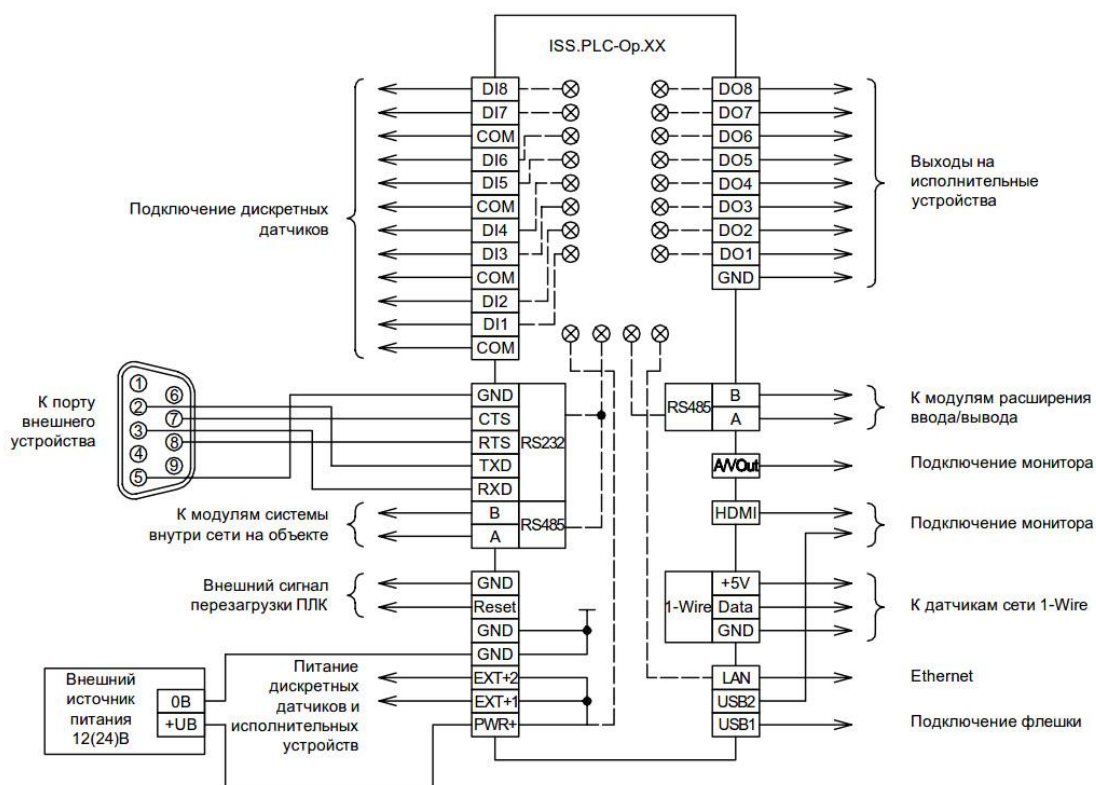 ISS.PLC-Op.XX
DI8
DI7
COM
DI6
DI5
COM
DI4
DI3
COM
DI2
DI1
COM
Подключение дискретных
датчиков
DO8
DO7
DO6
DO5
DO4
DO3
DO2
DO1
GND
Выходы на
исполнительные
устройства
К порту
внешнего
устройства
1
2
3
4
5
6
7
8
9
GND
CTS
RTS
TXD
RXD
RS232
B
A
RS485
К модулям системы
внутри сети на объекте
RS485
B
A
К модулям расширения
ввода/вывода
A/VOut
Подключение монитора
HDMI
Подключение монитора
Внешний сигнал
перезагрузки ПЛК
GND
Reset
GND
GND
EXT+2
EXT+1
PWR+
Питание
дискретных
датчиков и
исполнительных
устройств
1-Wire
+5V
Data
GND
К датчикам сети 1-Wire
LAN
Ethernet
USB2
USB1
Подключение флешки
Внешний
источник
питания
12(24)В
0В
+UВ